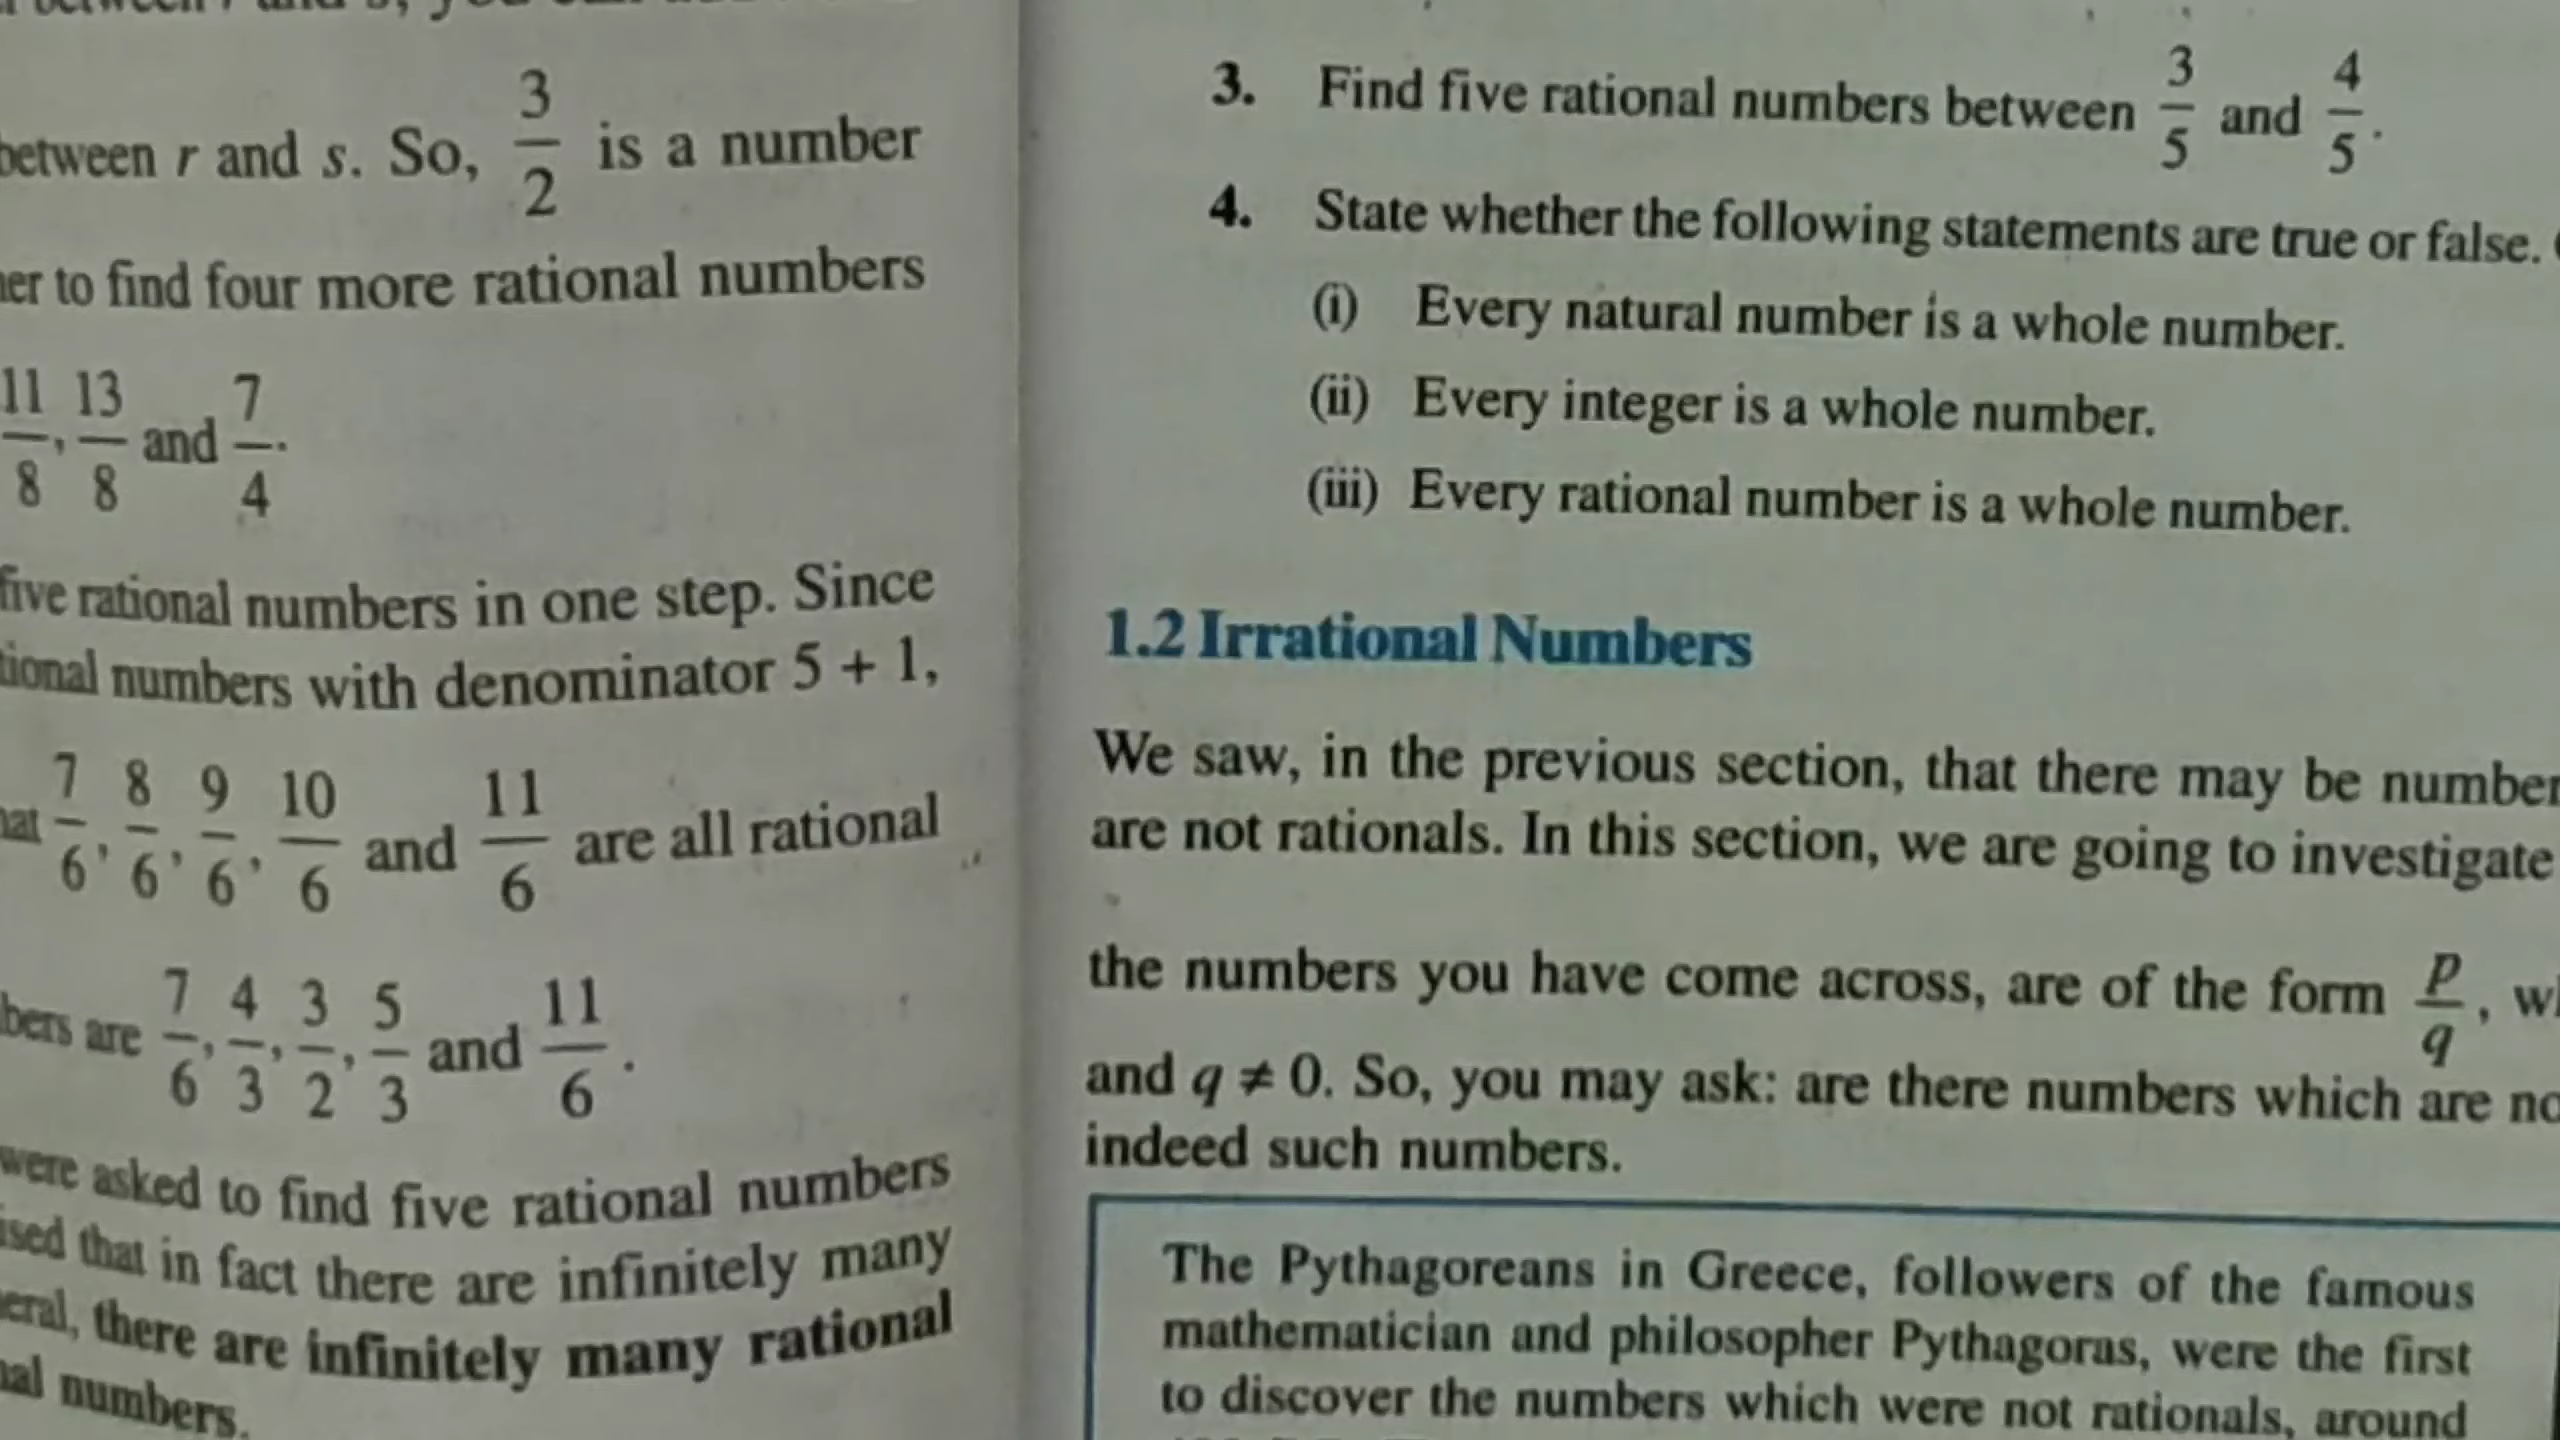 between r and s. So, 3/2 is a number
to find four more rational numbers
11/8, 13/8 and 7/4.
five rational numbers in one step. Since
numbers with denominator 5 + 1,
7/6, 8/6, 9/6, 10/6 and 11/6 are all rational
are 7/6, 4/3, 3/2, 5/3 and 11/6.
were asked to find five rational numbers
that in fact there are infinitely many
there are infinitely many rational
numbers.
3. Find five rational numbers between 3/5 and 4/5.
4. State whether the following statements are true or false.
(i) Every natural number is a whole number.
(ii) Every integer is a whole number.
(iii) Every rational number is a whole number.
1.2 Irrational Numbers
We saw, in the previous section, that there may be number
are not rationals. In this section, we are going to investigate
the numbers you have come across, are of the form p/q,
and q ≠ 0. So, you may ask: are there numbers which are
indeed such numbers.
The Pythagoreans in Greece, followers of the famous
mathematician and philosopher Pythagoras, were the first
to discover the numbers which were not rationals, around